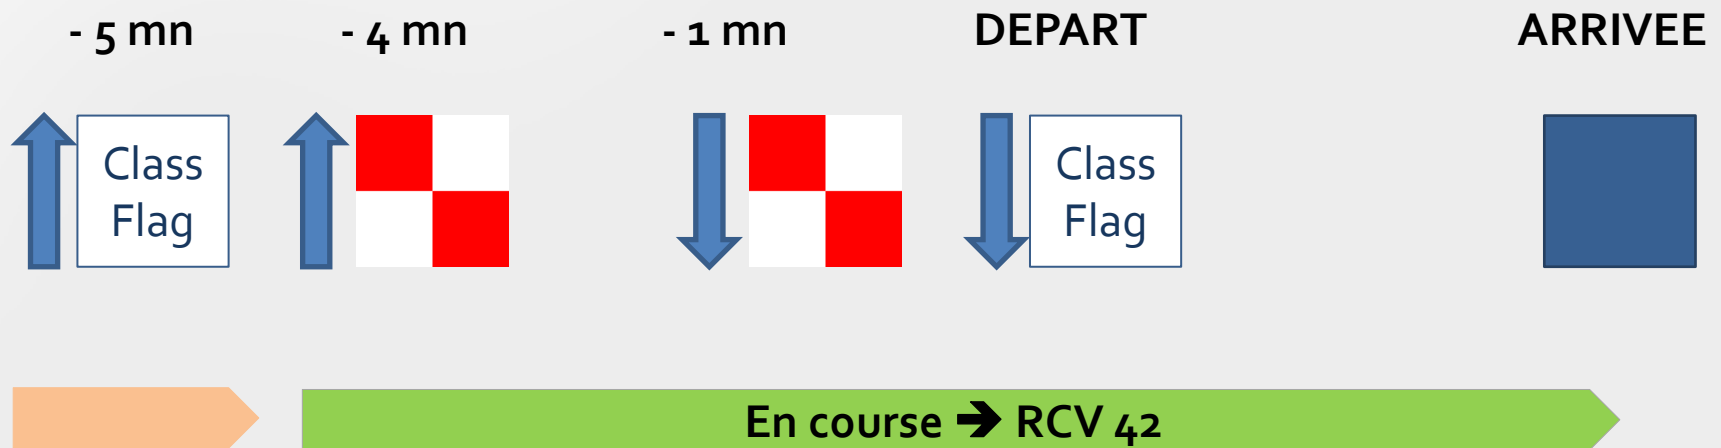 - 5 mn
- 4 mn
- 1 mn
DEPART
ARRIVEE
Class
Flag
Class
Flag
En course ➔ RCV 42